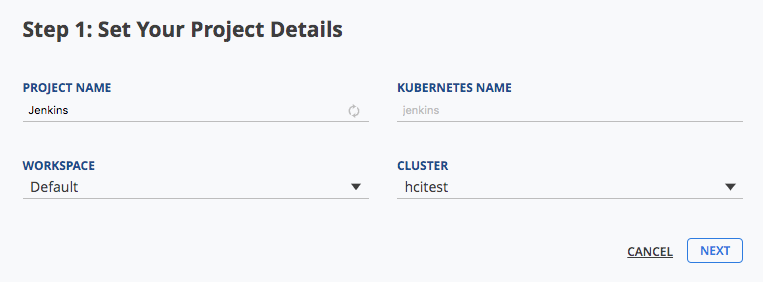 Step 1: Set Your Project Details
PROJECT NAME
KUBERNETES NAME
Jenkins
jenkins
WORKSPACE
CLUSTER
Default
hcitest
CANCEL
NEXT